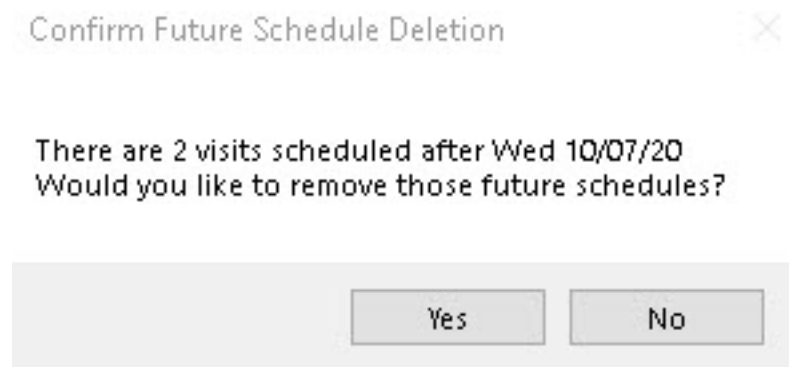 Confirm Future Schedule Deletion
There are 2 visits scheduled after Wed 10/07/20
Would you like to remove those future schedules?
Yes
No